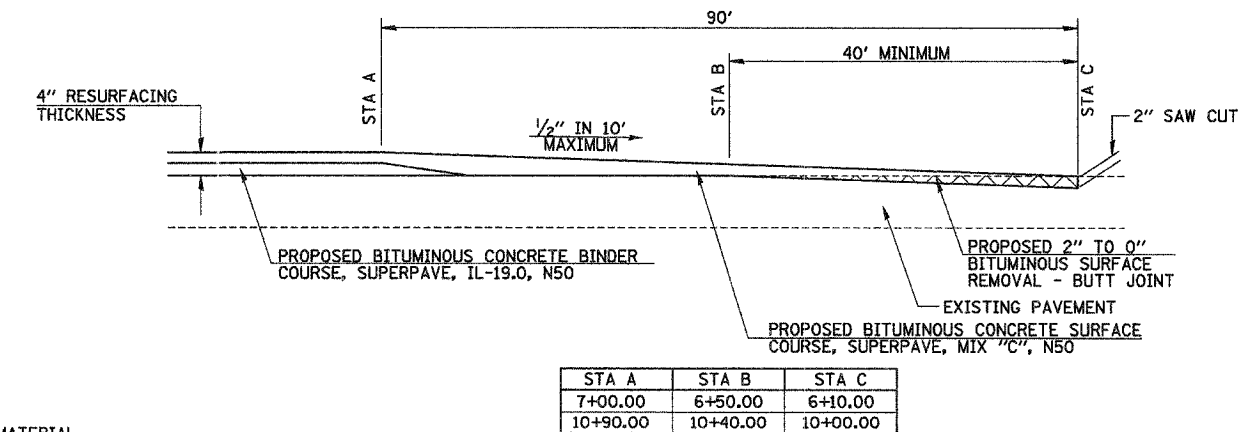 90'
40' MINIMUM
STA A
STA B
STA C
4" RESURFACING
THICKNESS
2" SAW CUT
1/2" IN 10'
MAXIMUM
PROPOSED BITUMINOUS CONCRETE BINDER
COURSE, SUPERPAVE, IL-19.0, N50
PROPOSED 2" TO 0"
BITUMINOUS SURFACE
REMOVAL - BUTT JOINT
EXISTING PAVEMENT
PROPOSED BITUMINOUS CONCRETE SURFACE
COURSE, SUPERPAVE, MIX "C", N50
STA A STA B STA C
7+00.00 6+50.00 6+10.00
10+90.00 10+40.00 10+00.00
MATERIAL